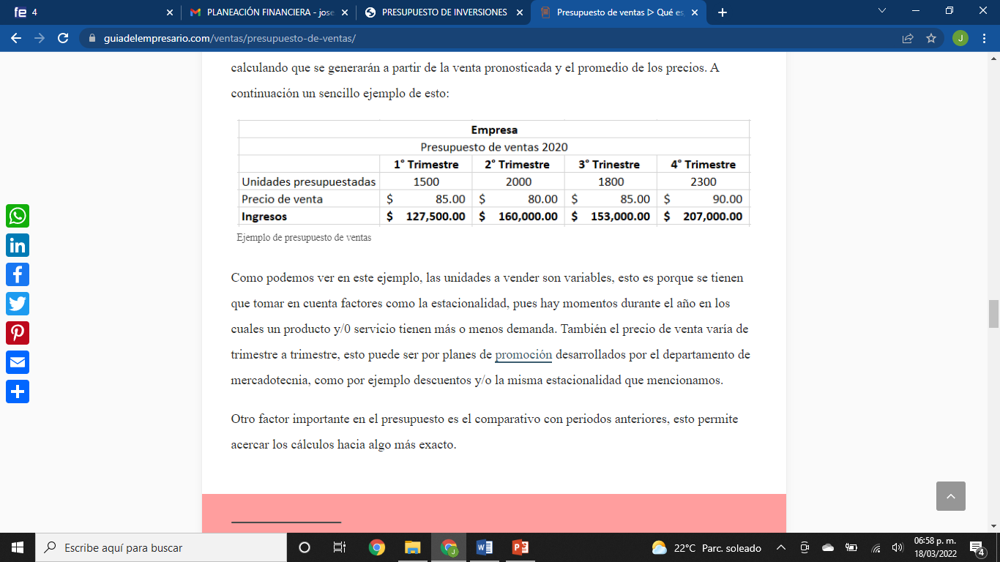 fe 4
PLANEACIÓN FINANCIERA - jose
PRESUPUESTO DE INVERSIONES
Presupuesto de ventas ▷ Qué es
guiadelempresario.com/ventas/presupuesto-de-ventas/
J
calculando que se generarán a partir de la venta pronosticada y el promedio de los precios. A
continuación un sencillo ejemplo de esto:
Empresa
Presupuesto de ventas 2020
1° Trimestre 2° Trimestre 3° Trinestre 4° Trimestre
Unidades presupuestadas 1500 2000 1800 2300
Precio de venta $ 85.00 $ 80.00 $ 85.00 $ 90.00
Ingresos $ 127,500.00 $ 160,000.00 $ 153,000.00 $ 207,000.00
Ejemplo de presupuesto de ventas
Como podemos ver en este ejemplo, las unidades a vender son variables, esto es porque se tienen
que tomar en cuenta factores como la estacionalidad, pues hay momentos durante el año en los
cuales un producto y/0 servicio tienen más o menos demanda. También el precio de venta varía de
trimestre a trimestre, esto puede ser por planes de promoción desarrollados por el departamento de
mercadotecnia, como por ejemplo descuentos y/o la misma estacionalidad que mencionamos.
Otro factor importante en el presupuesto es el comparativo con periodos anteriores, esto permite
acercar los cálculos hacia algo más exacto.
Escribe aquí para buscar
22°C Parc. soleado
06:58 p. m.
18/03/2022
4